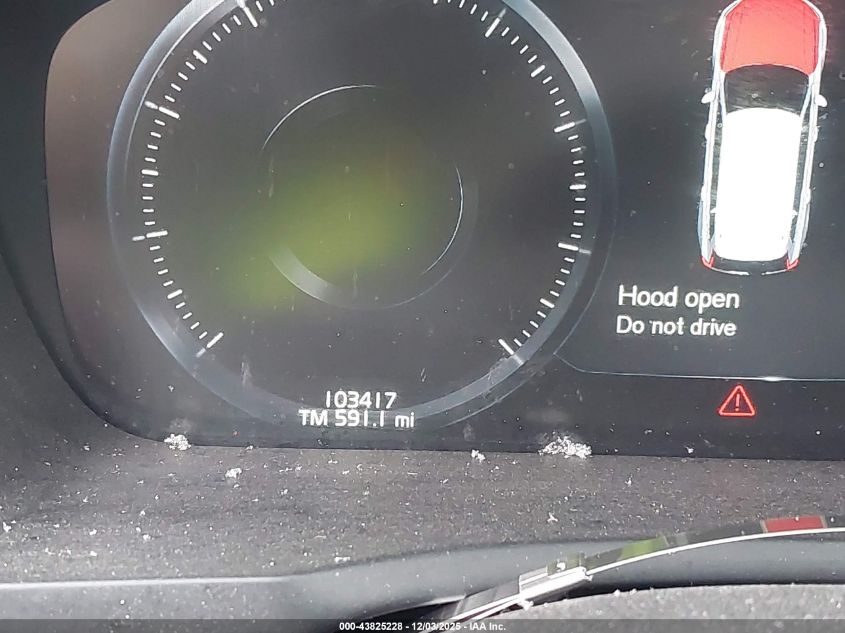 Hood open
Do not drive
103417
TM 591.1 mi
000-43825228 - 12/03/2025 - IAA Inc.